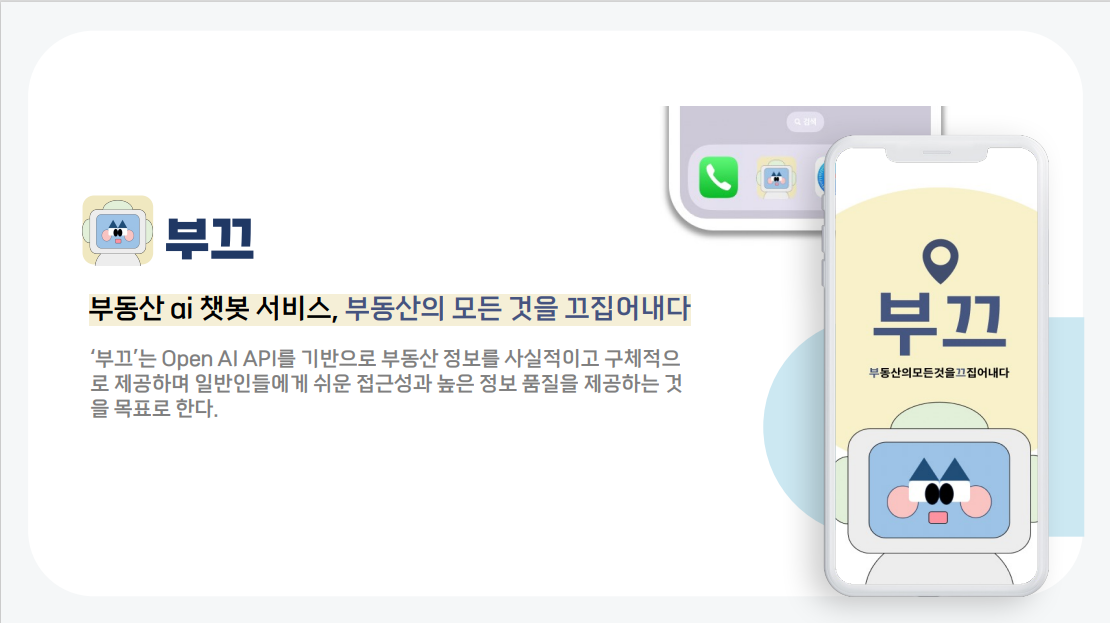 검색
부끄
부동산 ai 챗봇 서비스, 부동산의 모든 것을 끄집어내다
‘부끄’는 Open AI API를 기반으로 부동산 정보를 사실적이고 구체적으
로 제공하며 일반인들에게 쉬운 접근성과 높은 정보 품질을 제공하는 것
을 목표로 한다.
부끄
부동산의모든것을끄집어내다